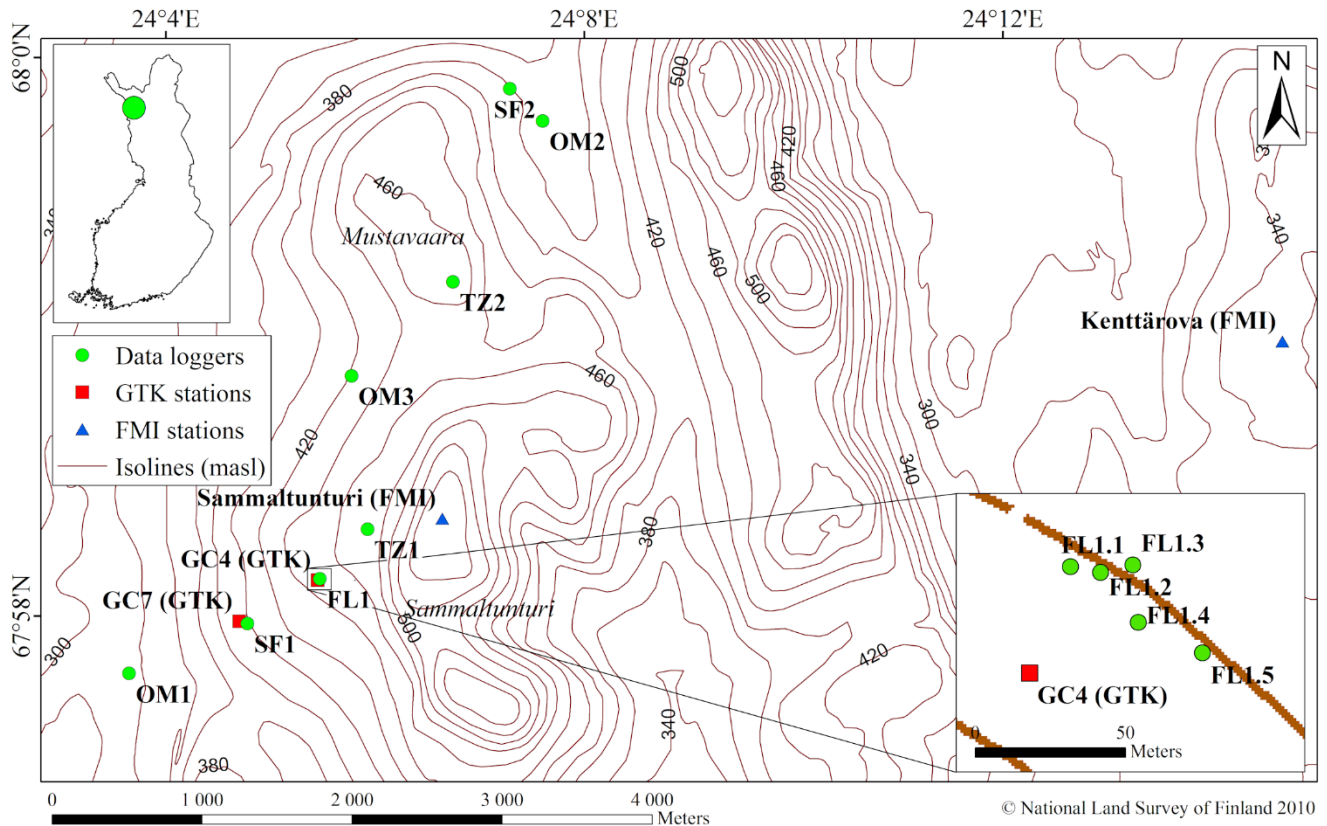 24°4'E
24°8'E
24°12'E
68°0'N
67°58'N
N
500
380
SF2
OM2
420
460
3
340
460
Mustavaara
420
460
500
340
TZ2
Kenttärova (FMI)
Data loggers
GTK stations
FMI stations
Isolines (masl)
OM3
460
420
300
340
Sammaltunturi (FMI)
TZ1
380
GC4 (GTK)
FL1
GC7 (GTK)
Sammaltunturi
SF1
500
300
OM1
420
340
380
FL1.1
FL1.3
FL1.2
FL1.4
FL1.5
GC4 (GTK)
0
50
Meters
0
1 000
2 000
3 000
4 000
Meters
© National Land Survey of Finland 2010